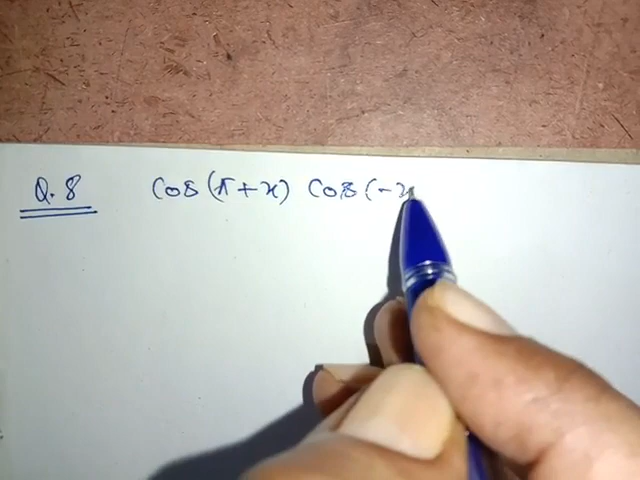 Q. 8 cos (π + x) cos (-x